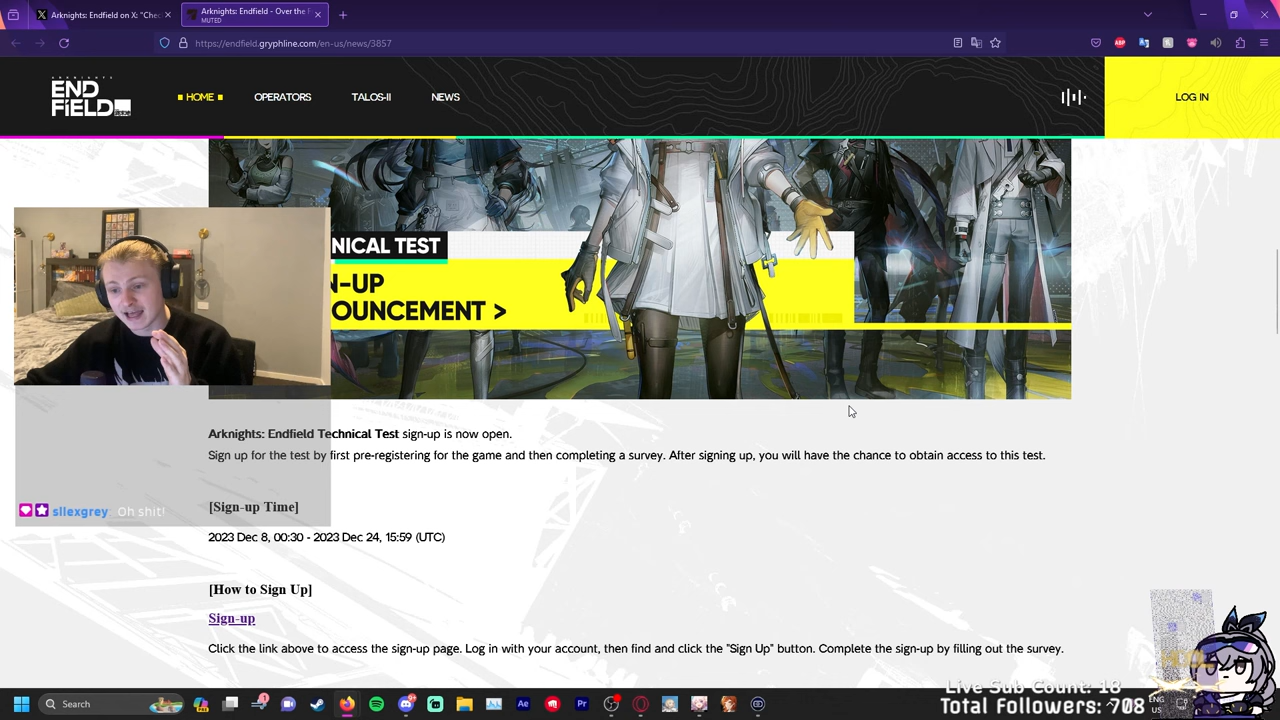 Arknights: Endfield on X: "Chec
Arknights: Endfield - Over the F
MUTED
https://endfield.gryphline.com/en-us/news/3857
ARKNIGHTS
END
FIELD
HOME
OPERATORS
TALOS-II
NEWS
LOG IN
NICAL TEST
N-UP
OUNCEMENT >
Arknights: Endfield Technical Test sign-up is now open.
Sign up for the test by first pre-registering for the game and then completing a survey. After signing up, you will have the chance to obtain access to this test.
[Sign-up Time]
sllexgrey Oh shit!
2023 Dec 8, 00:30 - 2023 Dec 24, 15:59 (UTC)
[How to Sign Up]
Sign-up
Click the link above to access the sign-up page. Log in with your account, then find and click the "Sign Up" button. Complete the sign-up by filling out the survey.
Live Sub Count: 18
Total Followers: 708
Search
ENG
US